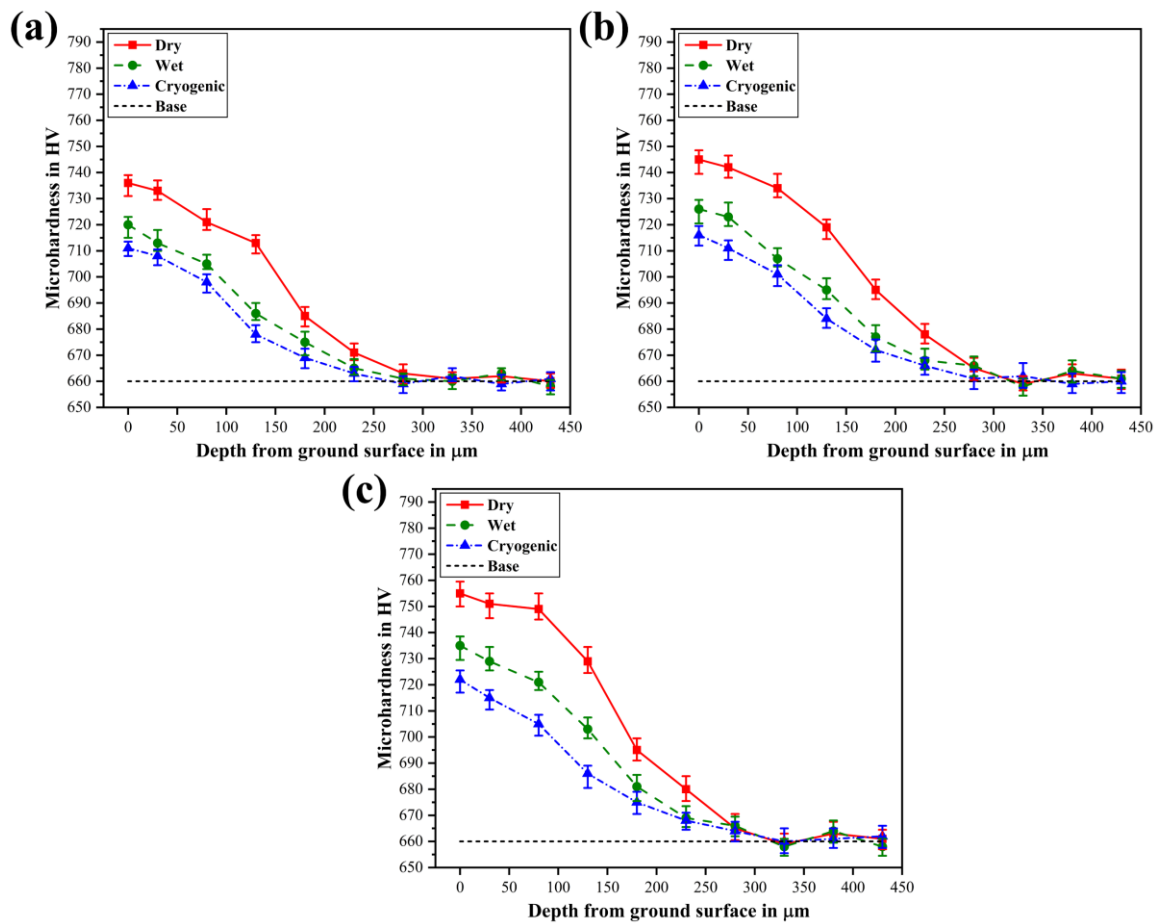 (a)
Dry
Wet
Cryogenic
Base
790
780
770
760
750
740
730
720
710
700
690
680
670
660
650
Microhardness in HV
0 50 100 150 200 250 300 350 400 450
Depth from ground surface in μm
(b)
Dry
Wet
Cryogenic
Base
790
780
770
760
750
740
730
720
710
700
690
680
670
660
650
Microhardness in HV
0 50 100 150 200 250 300 350 400 450
Depth from ground surface in μm
(c)
Dry
Wet
Cryogenic
Base
790
780
770
760
750
740
730
720
710
700
690
680
670
660
650
Microhardness in HV
0 50 100 150 200 250 300 350 400 450
Depth from ground surface in μm